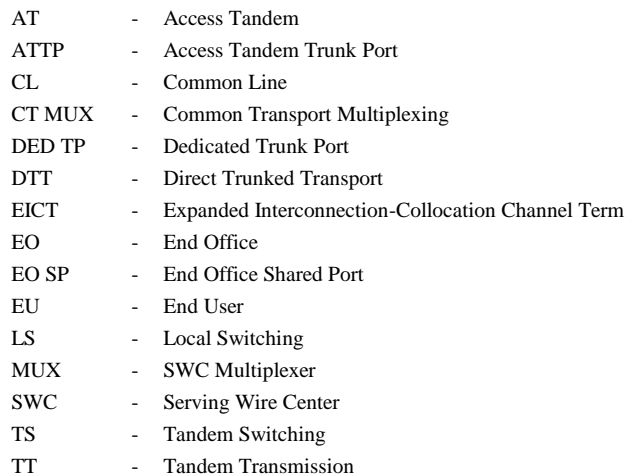 AT - Access Tandem
ATTP - Access Tandem Trunk Port
CL - Common Line
CT MUX - Common Transport Multiplexing
DED TP - Dedicated Trunk Port
DTT - Direct Trunked Transport
EICT - Expanded Interconnection-Collocation Channel Term
EO - End Office
EO SP - End Office Shared Port
EU - End User
LS - Local Switching
MUX - SWC Multiplexer
SWC - Serving Wire Center
TS - Tandem Switching
TT - Tandem Transmission